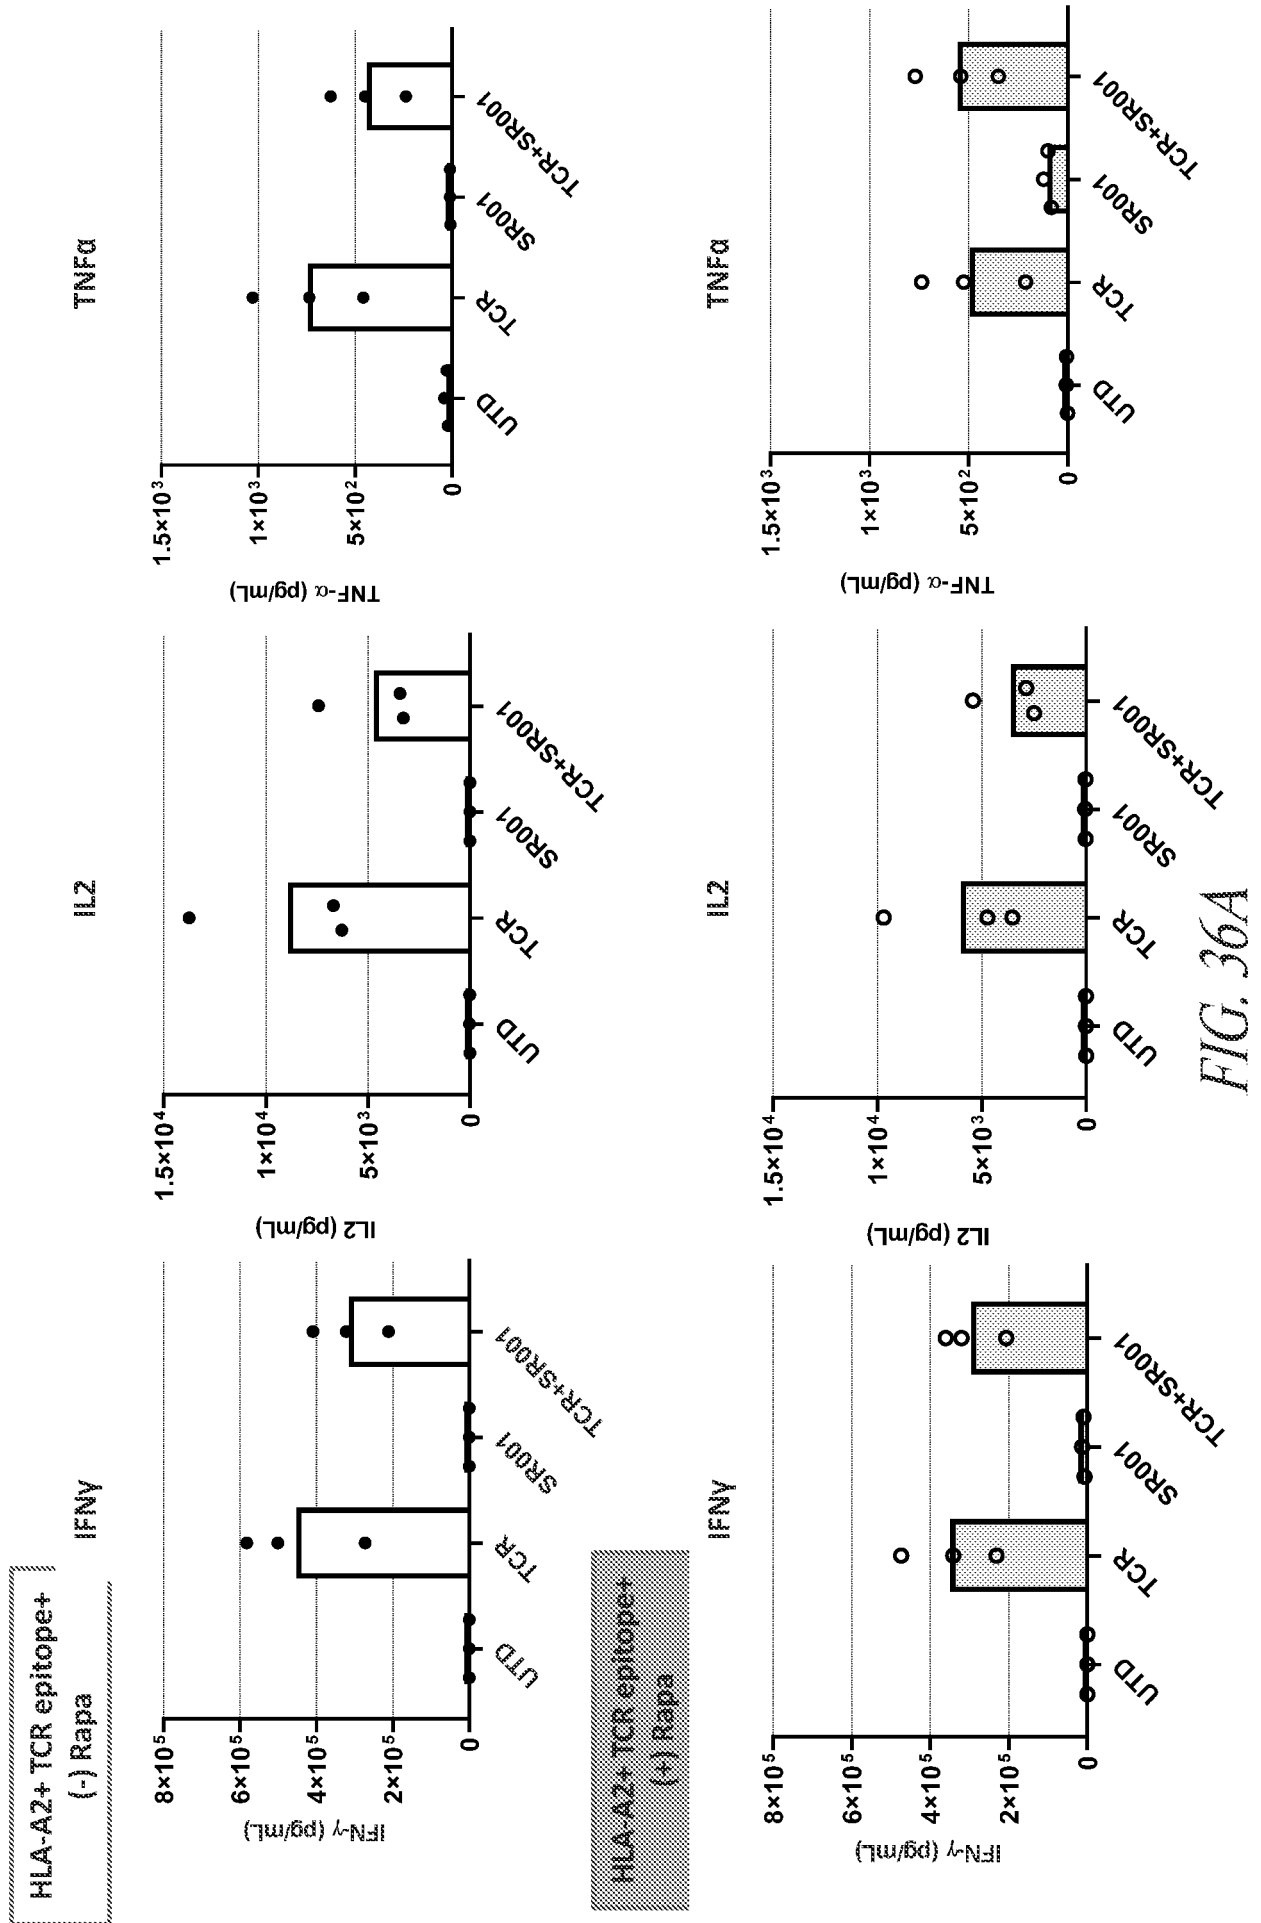 HLA-A2+ TCR epitope+
(-) Rapa
IFNγ
IFN-γ (pg/mL)
8×10⁵
6×10⁵
4×10⁵
2×10⁵
0
UTD
TCR
SR001
TCR+SR001
IL2
IL2 (pg/mL)
1.5×10⁴
1×10⁴
5×10³
0
UTD
TCR
SR001
TCR+SR001
TNFα
TNF-α (pg/mL)
1.5×10³
1×10³
5×10²
0
UTD
TCR
SR001
TCR+SR001
HLA-A2+ TCR epitope+
(+) Rapa
IFNγ
IFN-γ (pg/mL)
8×10⁵
6×10⁵
4×10⁵
2×10⁵
0
UTD
TCR
SR001
TCR+SR001
IL2
IL2 (pg/mL)
1.5×10⁴
1×10⁴
5×10³
0
UTD
TCR
SR001
TCR+SR001
TNFα
TNF-α (pg/mL)
1.5×10³
1×10³
5×10²
0
UTD
TCR
SR001
TCR+SR001
FIG. 36A